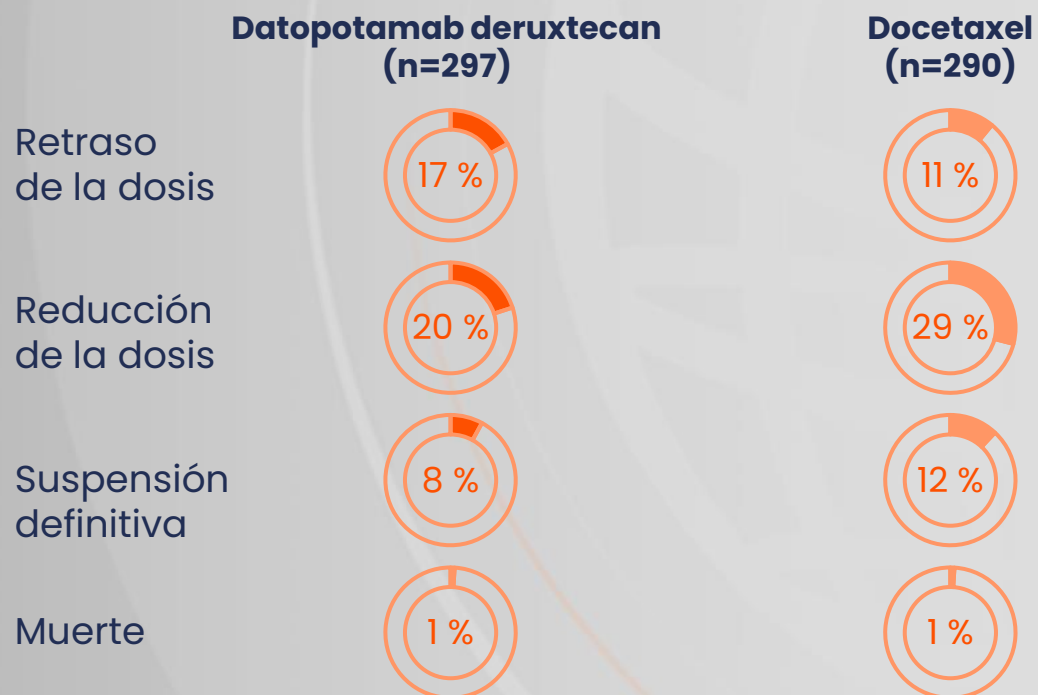 Datopotamab deruxtecan
(n=297)
Docetaxel
(n=290)
Retraso
de la dosis
17 %
11 %
Reducción
de la dosis
20 %
29 %
Suspensión
definitiva
8 %
12 %
Muerte
1 %
1 %